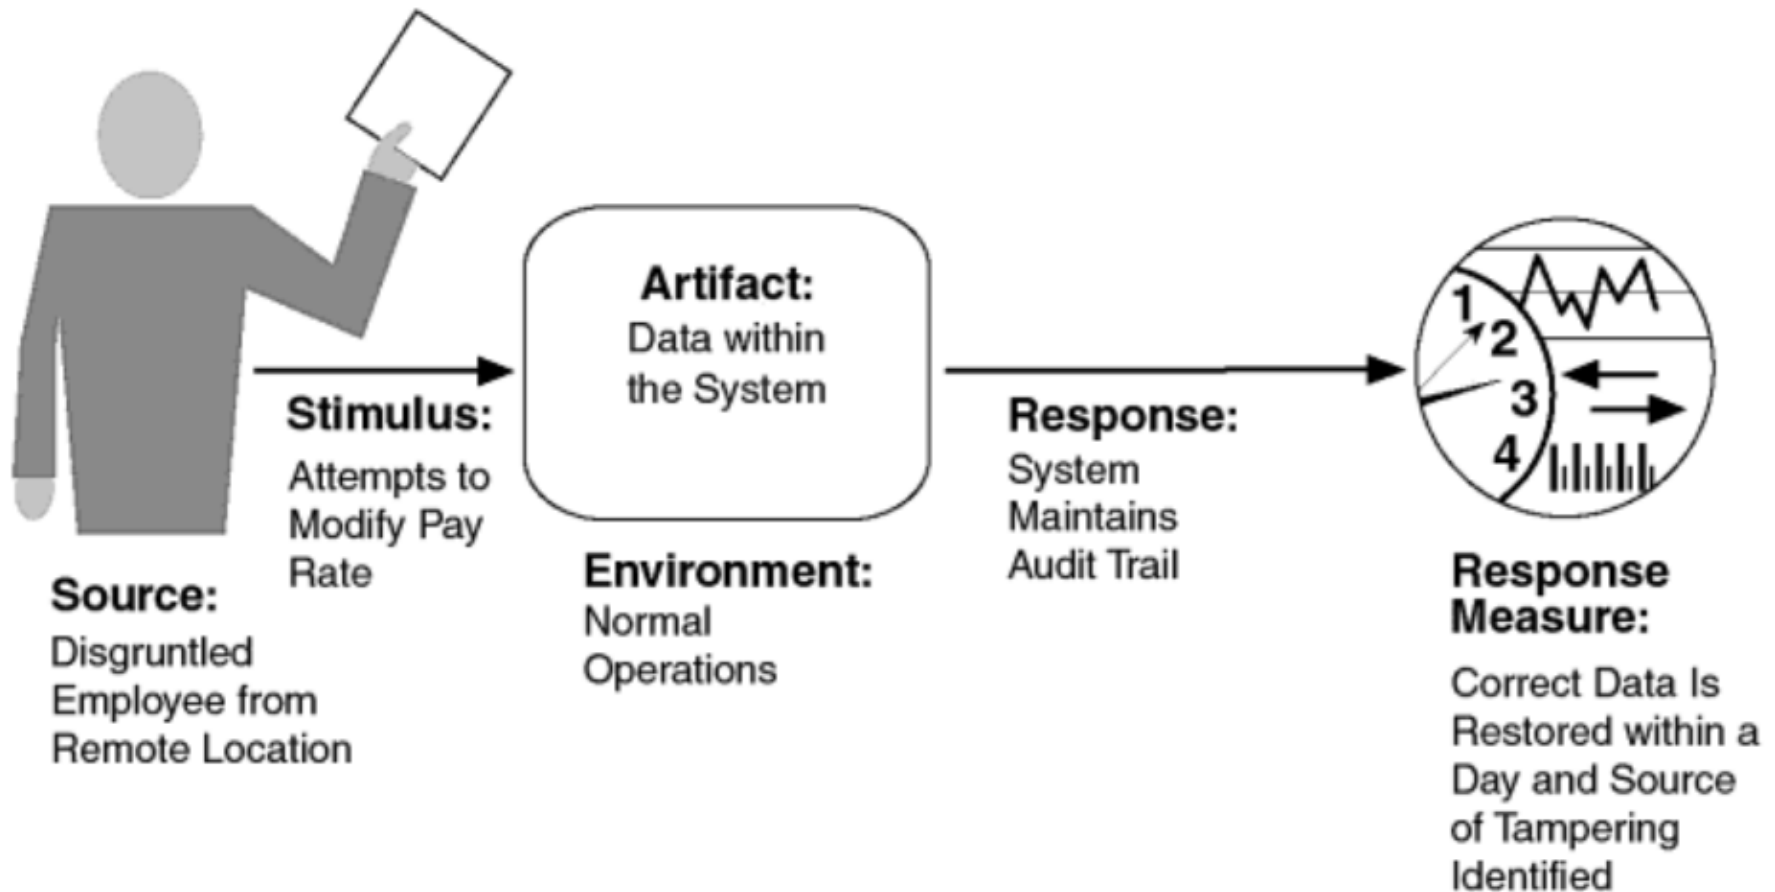 Source:
Disgruntled
Employee from
Remote Location
Stimulus:
Attempts to
Modify Pay
Rate
Artifact:
Data within
the System
Environment:
Normal
Operations
Response:
System
Maintains
Audit Trail
1
2
3
4
Response
Measure:
Correct Data Is
Restored within a
Day and Source
of Tampering
Identified